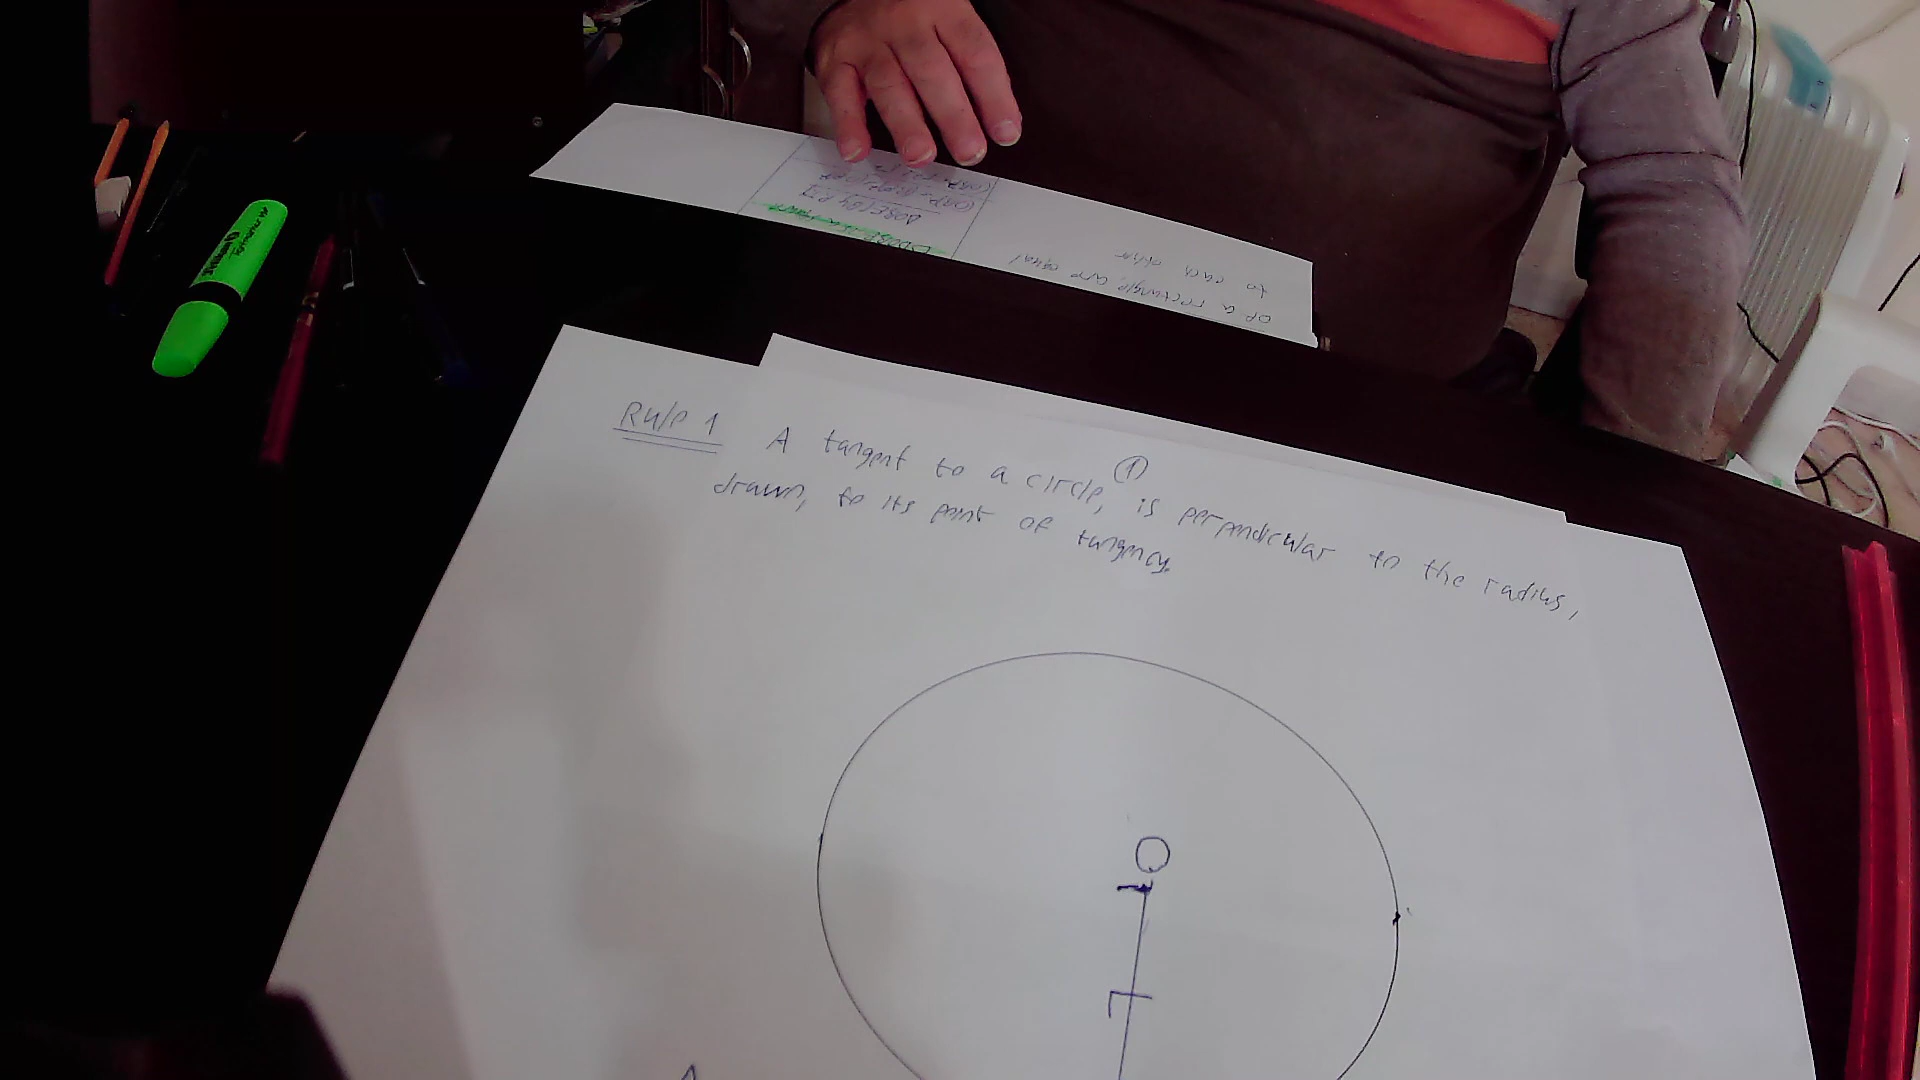 Rule 1 A tangent to a circle, ① is perpendicular to the radius,
drawn, to its point of tangency.
O
r
A
to each other
of a rectangle, are equal